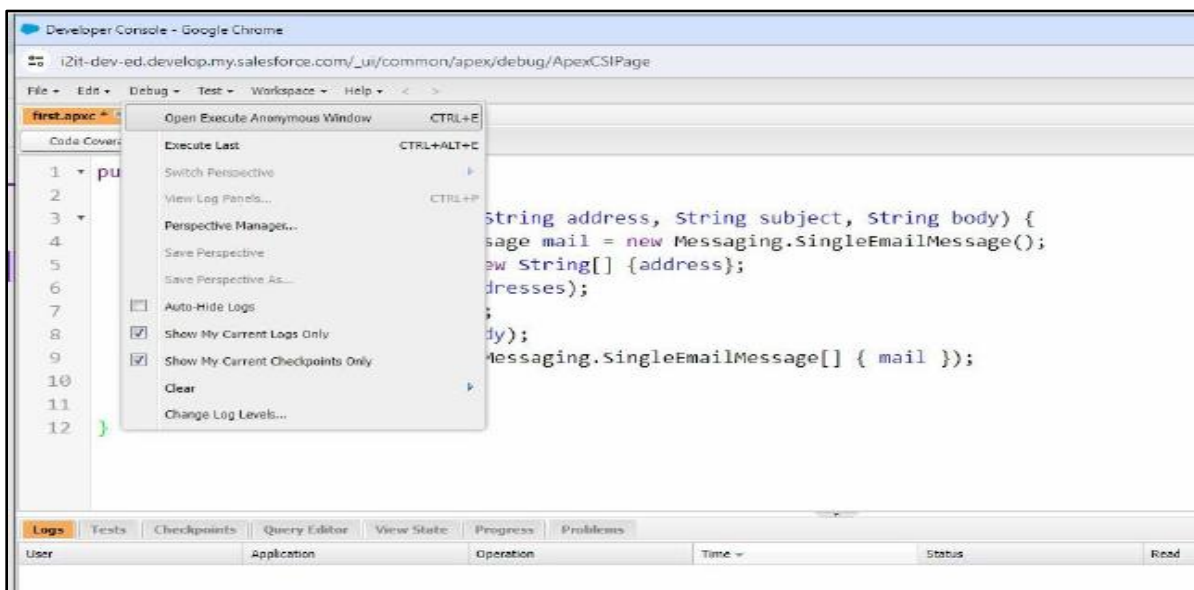 Developer Console - Google Chrome
i2it-dev-ed.develop.my.salesforce.com/_ui/common/apex/debug/ApexCSIPage
File Edit Debug Test Workspace Help < >
first.apxc *
Open Execute Anonymous Window CTRL+E
Code Covera
Execute Last CTRL+ALT+E
1 pu
Switch Perspective
2
View Log Panels... CTRL+P
3 String address, String subject, String body) {
Perspective Manager...
4 sage mail = new Messaging.SingleEmailMessage();
Save Perspective
5 ew String[] {address};
Save Perspective As...
6 dresses);
7 Auto-Hide Logs ;
8 Show My Current Logs Only dy);
9 Show My Current Checkpoints Only Messaging.SingleEmailMessage[] { mail });
10
Clear
11
Change Log Levels...
12 }
Logs Tests Checkpoints Query Editor View State Progress Problems
User Application Operation Time Status Read